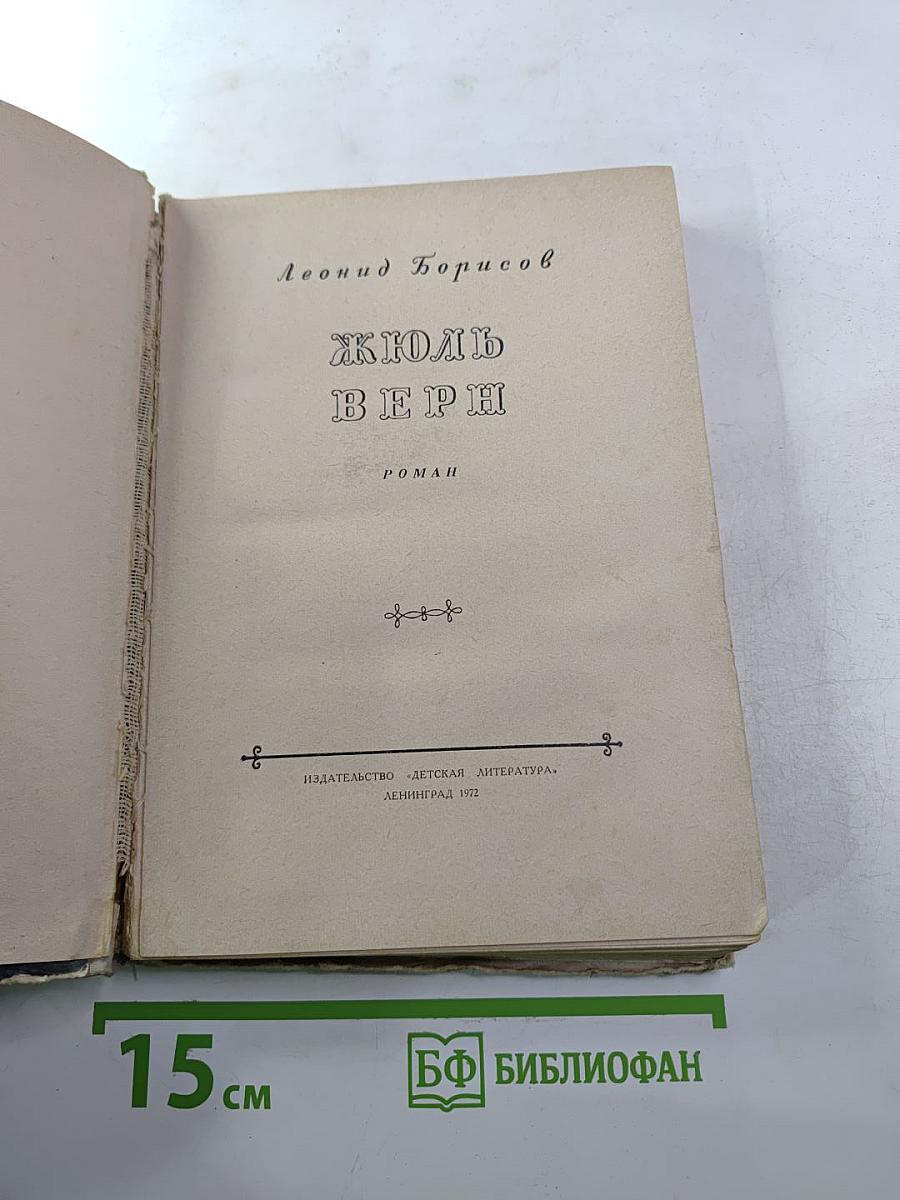 Леонид Борисов
ЖЮЛЬ
ВЕРН
РОМАН
ИЗДАТЕЛЬСТВО «ДЕТСКАЯ ЛИТЕРАТУРА»
ЛЕНИНГРАД 1972
15 см
БФ БИБЛИОФАН